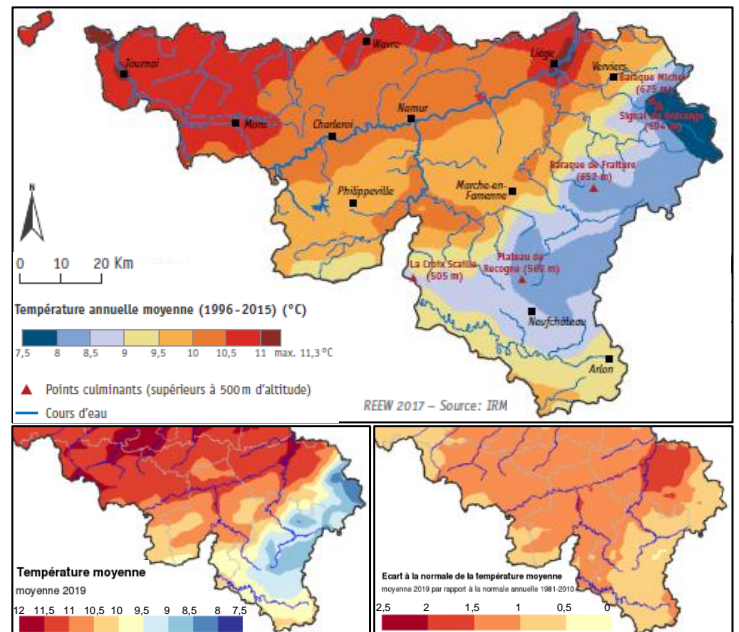 Tournai
Wavre
Liège
Verviers
Baraque Michel
(675 m)
Signal de Botrange
(694 m)
Mons
Charleroi
Namur
Baraque de Fraiture
(652 m)
Philippeville
Marche-en-
Famenne
N
La Croix Scaille
(505 m)
Plateau de
Recogne (569 m)
0 10 20 Km
Neufchâteau
Température annuelle moyenne (1996-2015) (°C)
7,5 8 8,5 9 9,5 10 10,5 11 max. 11,3 °C
Arlon
Points culminants (supérieurs à 500 m d'altitude)
Cours d'eau
REEW 2017 – Source: IRM
Température moyenne
moyenne 2019
12 11,5 11 10,5 10 9,5 9 8,5 8 7,5
Ecart à la normale de la température moyenne
moyenne 2019 par rapport à la normale annuelle 1981-2010
2,5 2 1,5 1 0,5 0